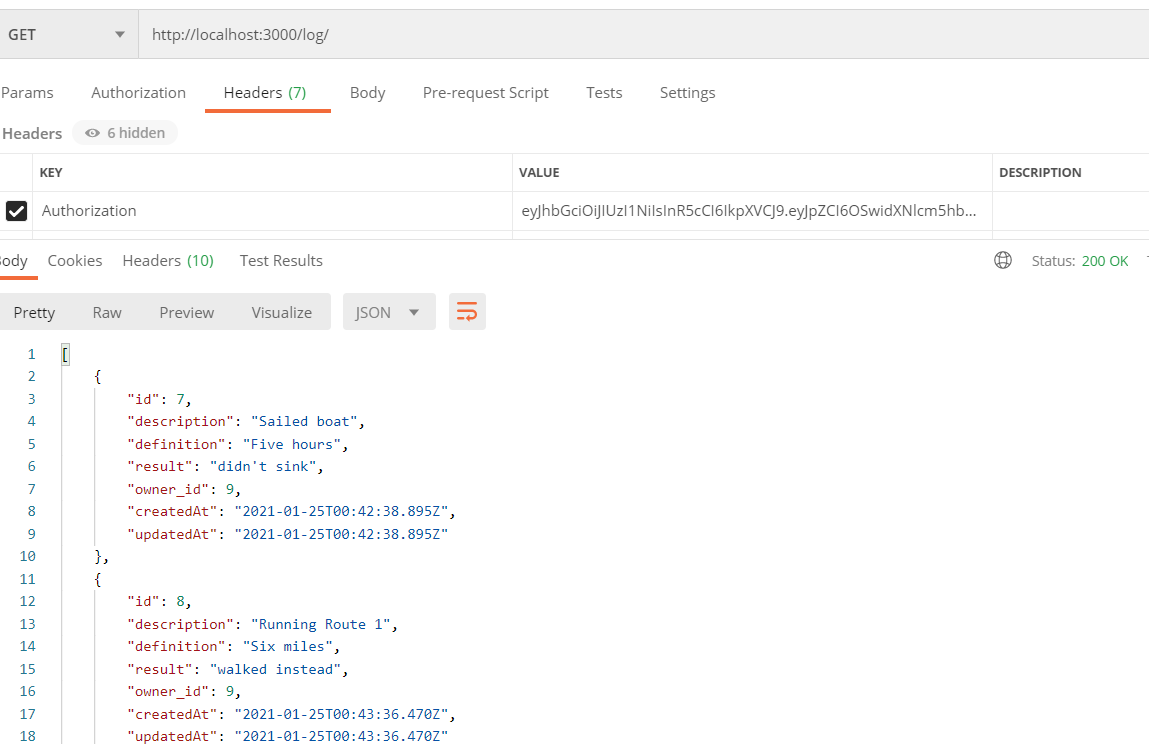 GET http://localhost:3000/log/
Params Authorization Headers (7) Body Pre-request Script Tests Settings
Headers 6 hidden
KEY VALUE DESCRIPTION
Authorization eyJhbGciOiJIUzI1NiIsInR5cCI6IkpXVCJ9.eyJpZCI6OSwidXNlcm5hb...
ody Cookies Headers (10) Test Results Status: 200 OK
Pretty Raw Preview Visualize JSON
1 [
2 {
3 "id": 7,
4 "description": "Sailed boat",
5 "definition": "Five hours",
6 "result": "didn't sink",
7 "owner_id": 9,
8 "createdAt": "2021-01-25T00:42:38.895Z",
9 "updatedAt": "2021-01-25T00:42:38.895Z"
10 },
11 {
12 "id": 8,
13 "description": "Running Route 1",
14 "definition": "Six miles",
15 "result": "walked instead",
16 "owner_id": 9,
17 "createdAt": "2021-01-25T00:43:36.470Z",
18 "updatedAt": "2021-01-25T00:43:36.470Z"